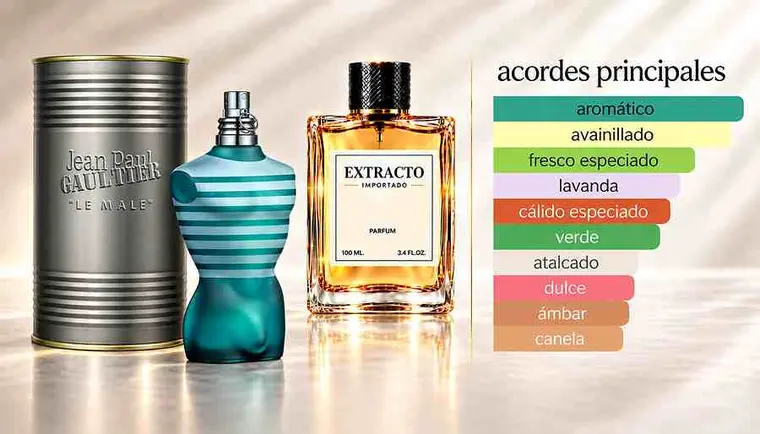 Jean Paul
GAULTIER
"LE MALE"
EXTRACTO
IMPORTADO
PARFUM
100 ML.
3.4 FL.OZ.
acordes principales
aromático
avainillado
fresco especiado
lavanda
cálido especiado
verde
atalcado
dulce
ámbar
canela